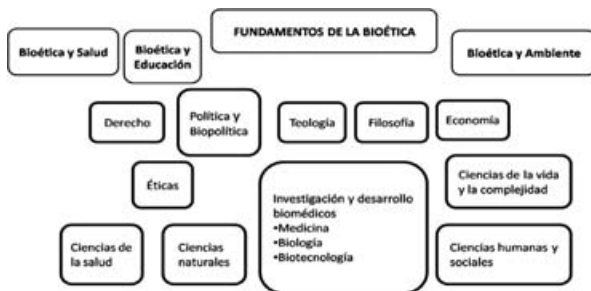 FUNDAMENTOS DE LA BIOÉTICA
Bioética y Salud
Bioética y
Educación
Bioética y Ambiente
Derecho
Política y
Biopolítica
Teología
Filosofía
Economía
Éticas
Investigación y desarrollo
biomédicos
•Medicina
•Biología
•Biotecnología
Ciencias de la vida
y la complejidad
Ciencias de
la salud
Ciencias
naturales
Ciencias humanas y
sociales